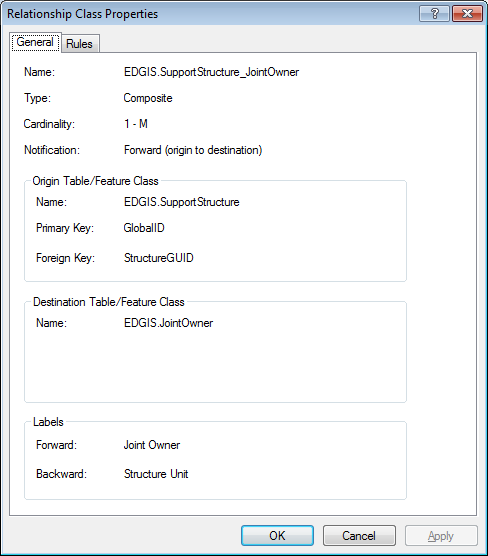 Relationship Class Properties
General Rules
Name: EDGIS.SupportStructure_JointOwner
Type: Composite
Cardinality: 1 - M
Notification: Forward (origin to destination)
Origin Table/Feature Class
Name: EDGIS.SupportStructure
Primary Key: GlobalID
Foreign Key: StructureGUID
Destination Table/Feature Class
Name: EDGIS.JointOwner
Labels
Forward: Joint Owner
Backward: Structure Unit
OK Cancel Apply